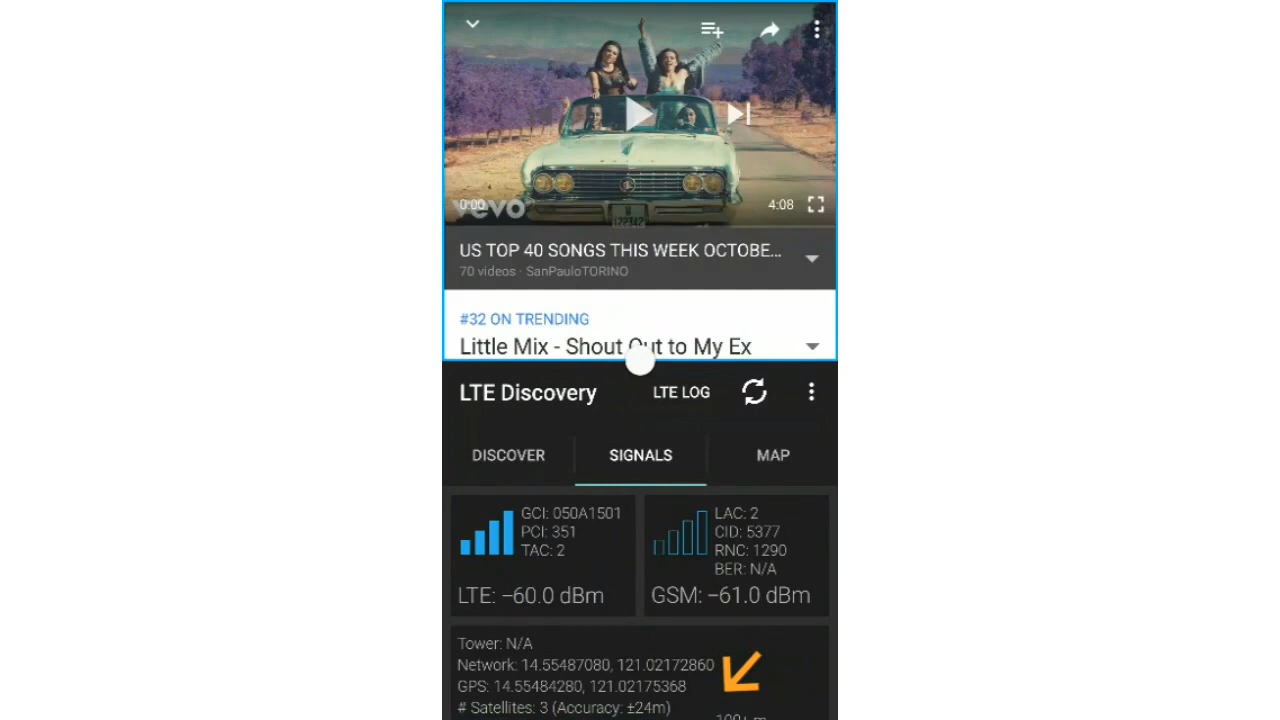 0:00
vevo
4:08
US TOP 40 SONGS THIS WEEK OCTOBE...
70 videos · SanPauloTORINO
#32 ON TRENDING
Little Mix - Shout Out to My Ex
LTE Discovery
LTE LOG
DISCOVER
SIGNALS
MAP
GCI: 050A1501
PCI: 351
TAC: 2
LTE: −60.0 dBm
LAC: 2
CID: 5377
RNC: 1290
BER: N/A
GSM: −61.0 dBm
Tower: N/A
Network: 14.55487080, 121.02172860
GPS: 14.55484280, 121.02175368
# Satellites: 3 (Accuracy: ±24m)